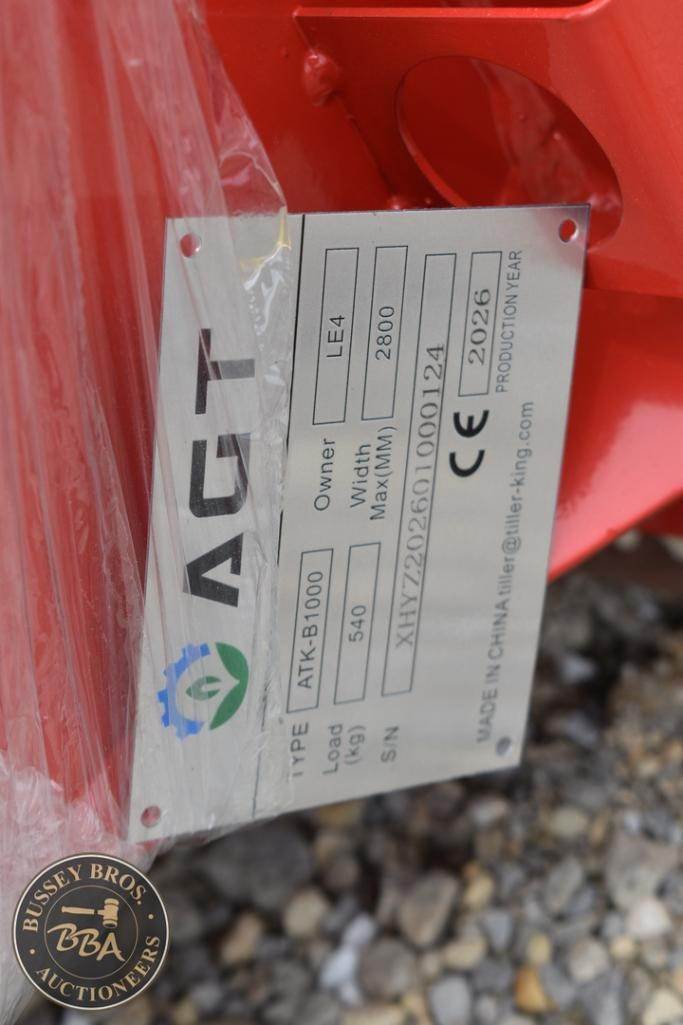 AGT
TYPE ATK-B1000 Owner LE4
Load (kg) 540 Width Max(MM) 2800
S/N XHYZ202601000124
CE 2026
PRODUCTION YEAR
MADE IN CHINA tiller@tiller-king.com
BUSSEY BROS.
BBA
AUCTIONEERS